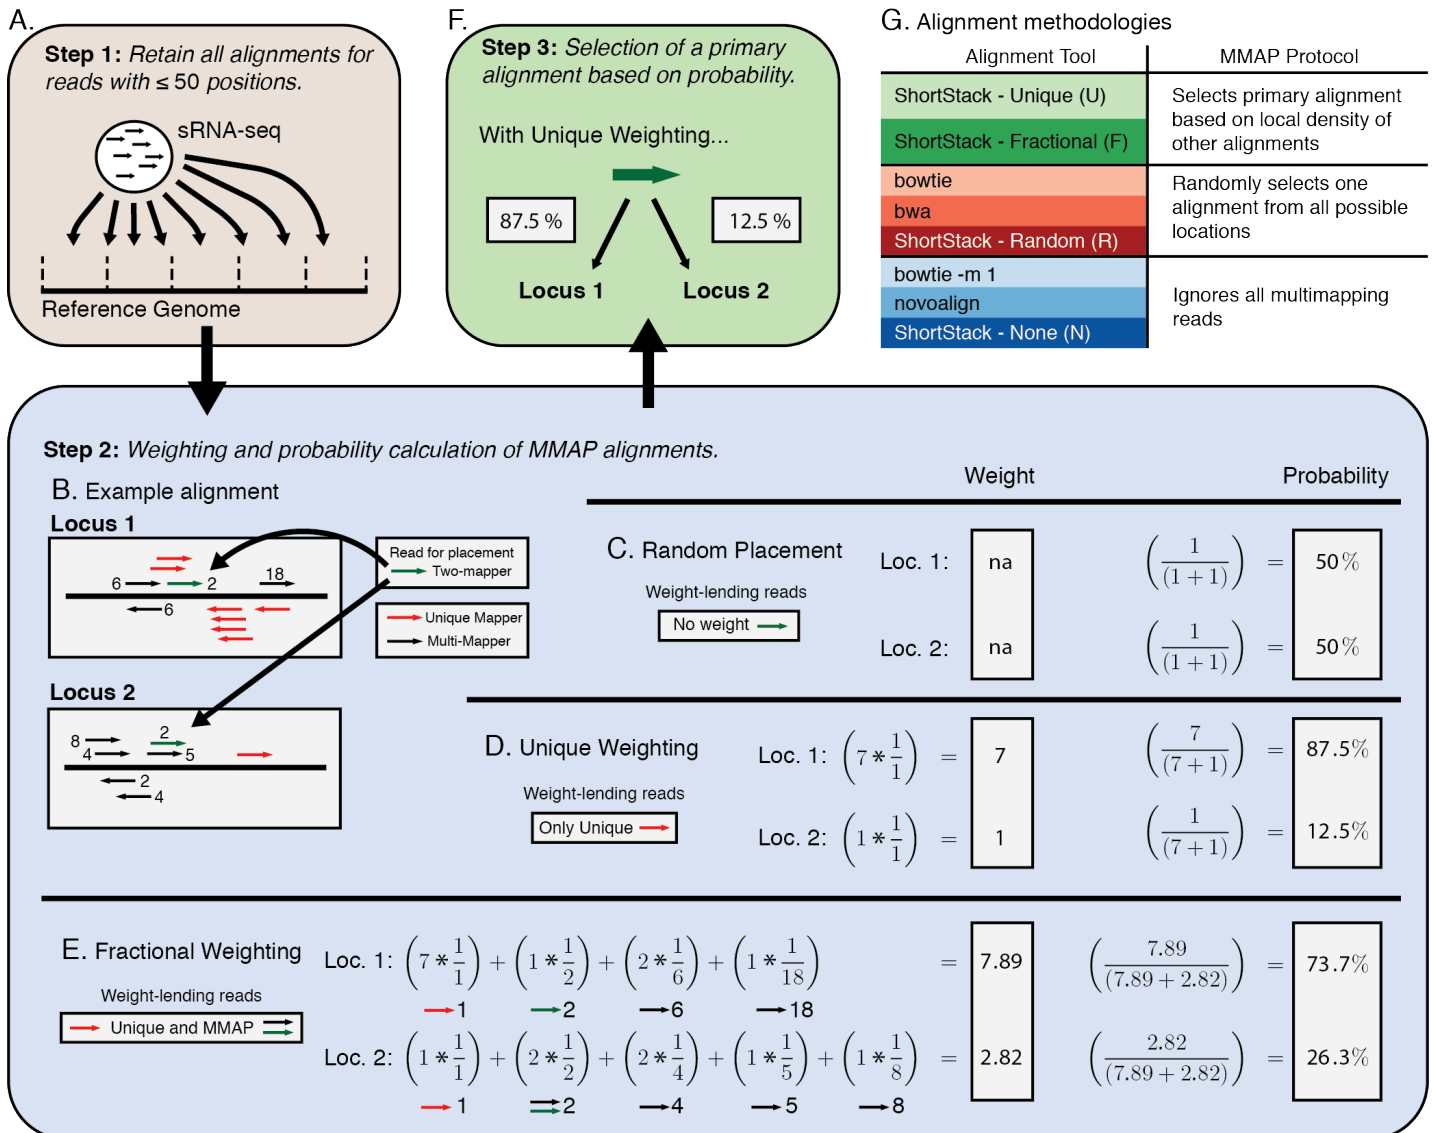 A.
Step 1: Retain all alignments for
reads with ≤ 50 positions.
sRNA-seq
Reference Genome
F.
Step 3: Selection of a primary
alignment based on probability.
With Unique Weighting...
87.5 %
12.5 %
Locus 1
Locus 2
G. Alignment methodologies
Alignment Tool
MMAP Protocol
ShortStack - Unique (U)
ShortStack - Fractional (F)
Selects primary alignment
based on local density of
other alignments
bowtie
bwa
ShortStack - Random (R)
Randomly selects one
alignment from all possible
locations
bowtie -m 1
novoalign
ShortStack - None (N)
Ignores all multimapping
reads
Step 2: Weighting and probability calculation of MMAP alignments.
B. Example alignment
Locus 1
6
2
18
6
Read for placement
Two-mapper
Unique Mapper
Multi-Mapper
Locus 2
8
2
4
5
2
4
Weight
Probability
C. Random Placement
Weight-lending reads
No weight
Loc. 1: na (1/(1 + 1)) = 50%
Loc. 2: na (1/(1 + 1)) = 50%
D. Unique Weighting
Weight-lending reads
Only Unique
Loc. 1: (7 * 1/1) = 7 (7/(7 + 1)) = 87.5%
Loc. 2: (1 * 1/1) = 1 (1/(7 + 1)) = 12.5%
E. Fractional Weighting
Weight-lending reads
Unique and MMAP
Loc. 1: (7 * 1/1) + (1 * 1/2) + (2 * 1/6) + (1 * 1/18) = 7.89 (7.89/(7.89 + 2.82)) = 73.7%
1 2 6 18
Loc. 2: (1 * 1/1) + (2 * 1/2) + (2 * 1/4) + (1 * 1/5) + (1 * 1/8) = 2.82 (2.82/(7.89 + 2.82)) = 26.3%
1 2 4 5 8